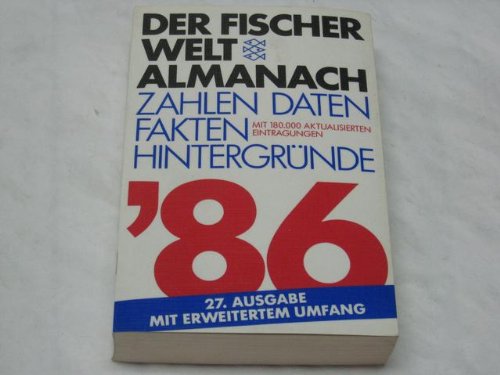 DER FISCHER
WELT
ALMANACH
ZAHLEN DATEN
FAKTEN MIT 180.000 AKTUALISIERTEN
EINTRAGUNGEN
HINTERGRÜNDE
'86
27. AUSGABE
MIT ERWEITERTEM UMFANG